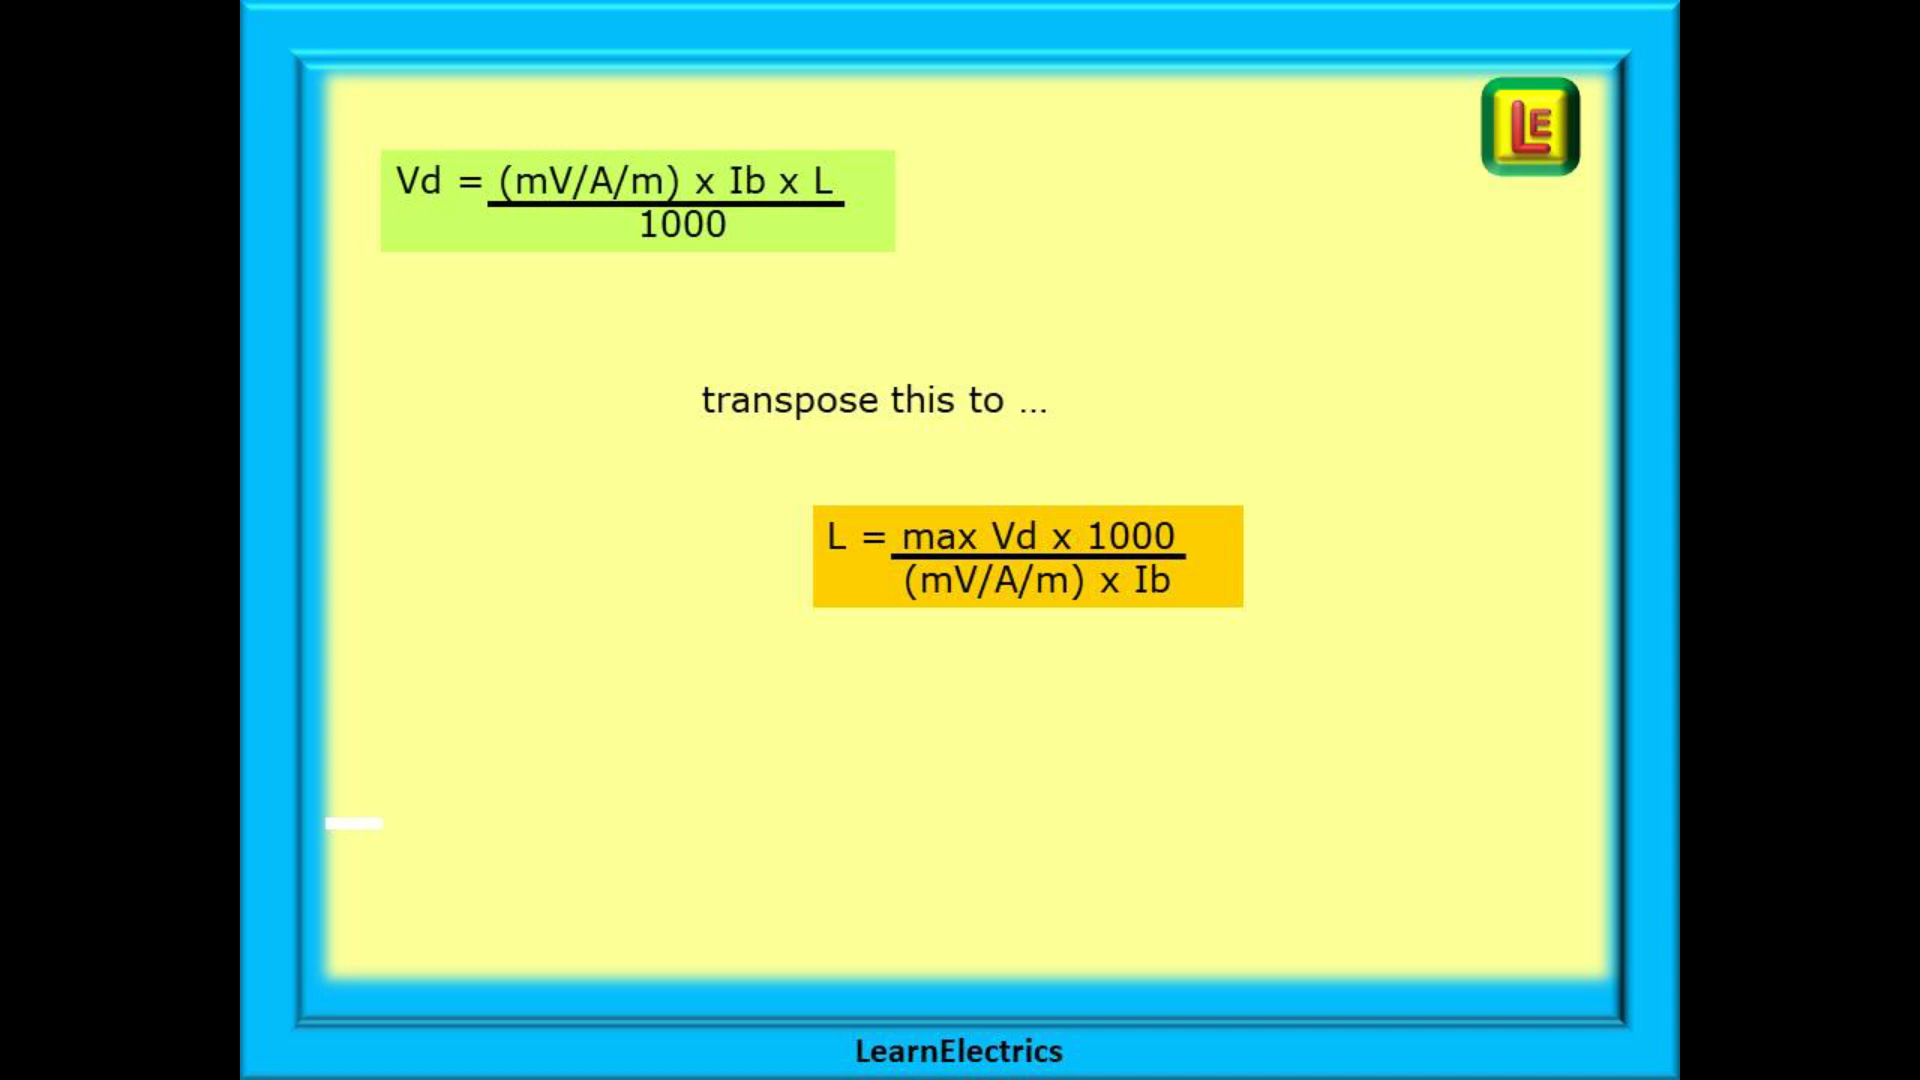 LE
Vd = (mV/A/m) x Ib x L
1000
transpose this to ...
L = max Vd x 1000
(mV/A/m) x Ib
LearnElectrics